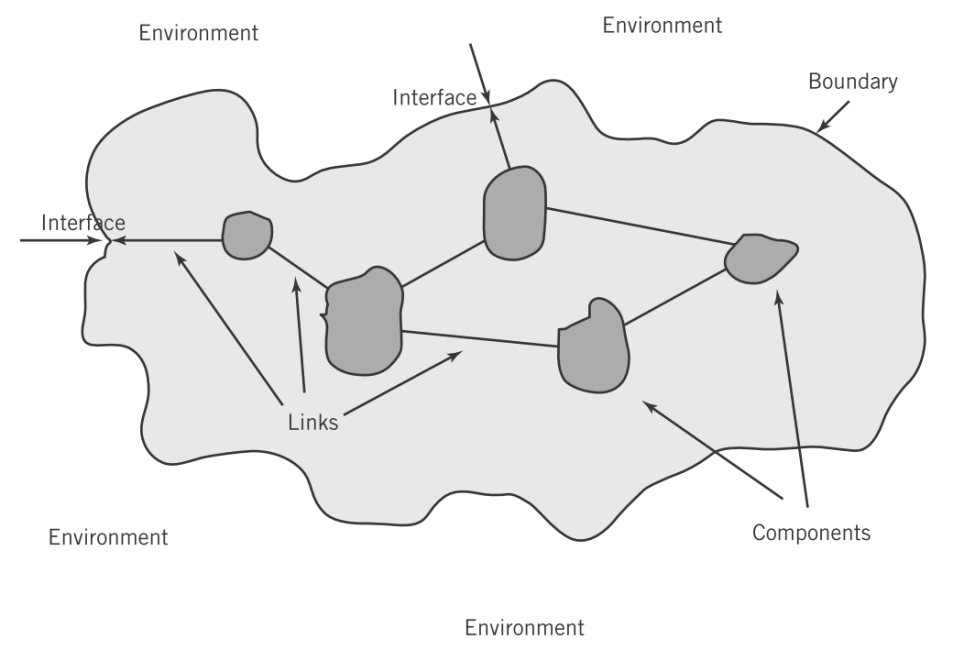 Environment
Environment
Boundary
Interface
Interface
Links
Components
Environment
Environment